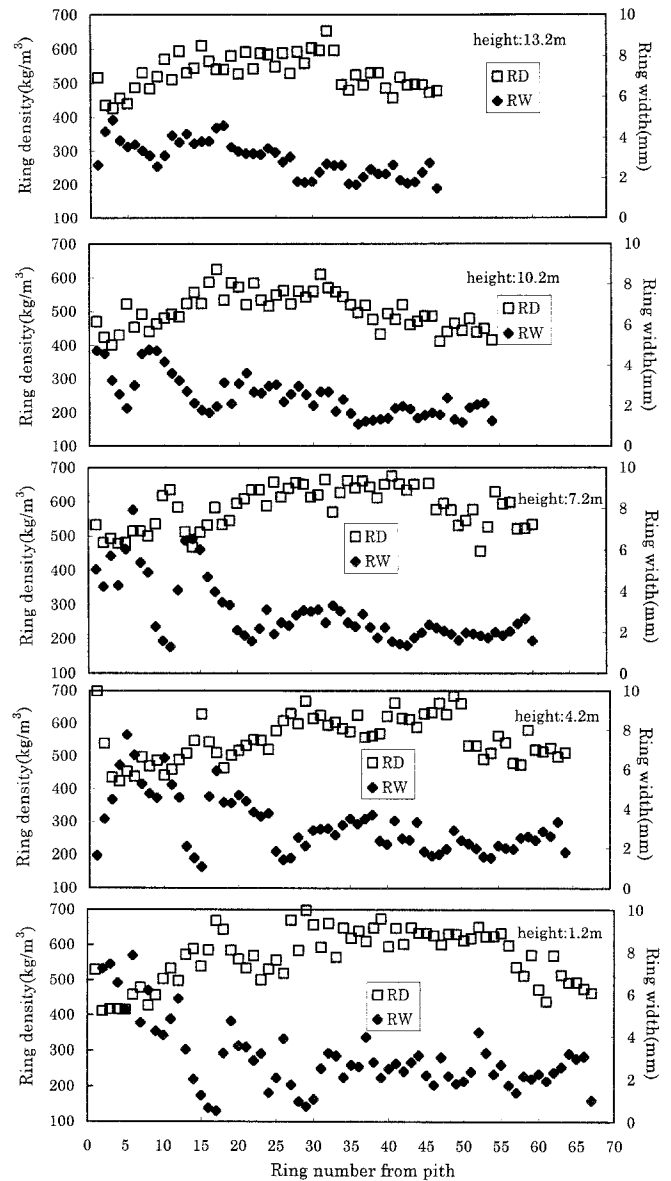 700 600 500 400 300 200 100
Ring density(kg/m³)
height:13.2m
RD
RW
10 8 6 4 2 0
Ring width(mm)
700 600 500 400 300 200 100
Ring density(kg/m³)
height:10.2m
RD
RW
10 8 6 4 2 0
Ring width(mm)
700 600 500 400 300 200 100
Ring density(kg/m³)
height:7.2m
RD
RW
10 8 6 4 2 0
Ring width(mm)
700 600 500 400 300 200 100
Ring density(kg/m³)
height:4.2m
RD
RW
10 8 6 4 2 0
Ring width(mm)
700 600 500 400 300 200 100
Ring density(kg/m³)
height:1.2m
RD
RW
10 8 6 4 2 0
Ring width(mm)
0 5 10 15 20 25 30 35 40 45 50 55 60 65 70
Ring number from pith